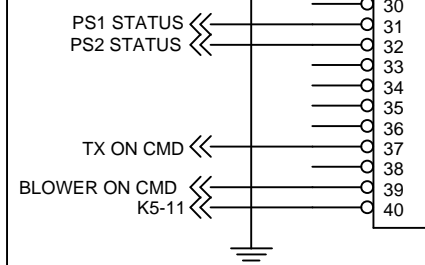 30
PS1 STATUS 31
PS2 STATUS 32
33
34
35
36
TX ON CMD 37
38
BLOWER ON CMD 39
K5-11 40